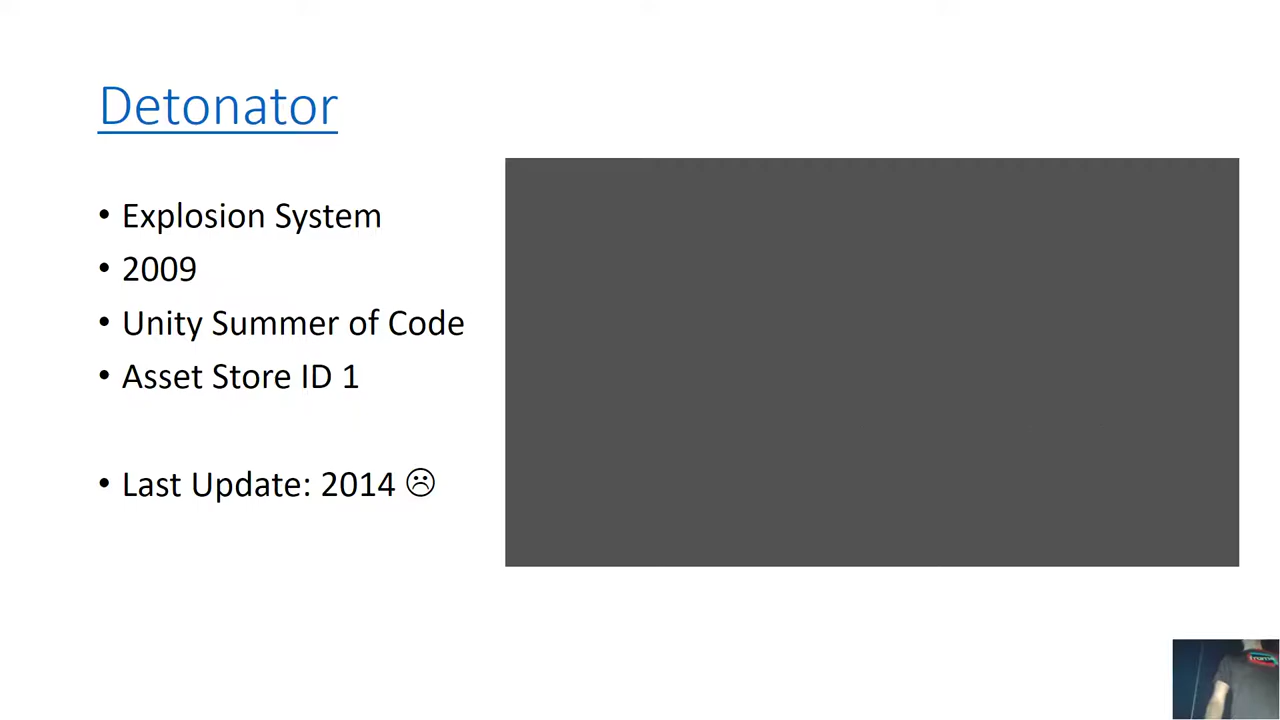 Detonator
• Explosion System
• 2009
• Unity Summer of Code
• Asset Store ID 1
• Last Update: 2014 ☹